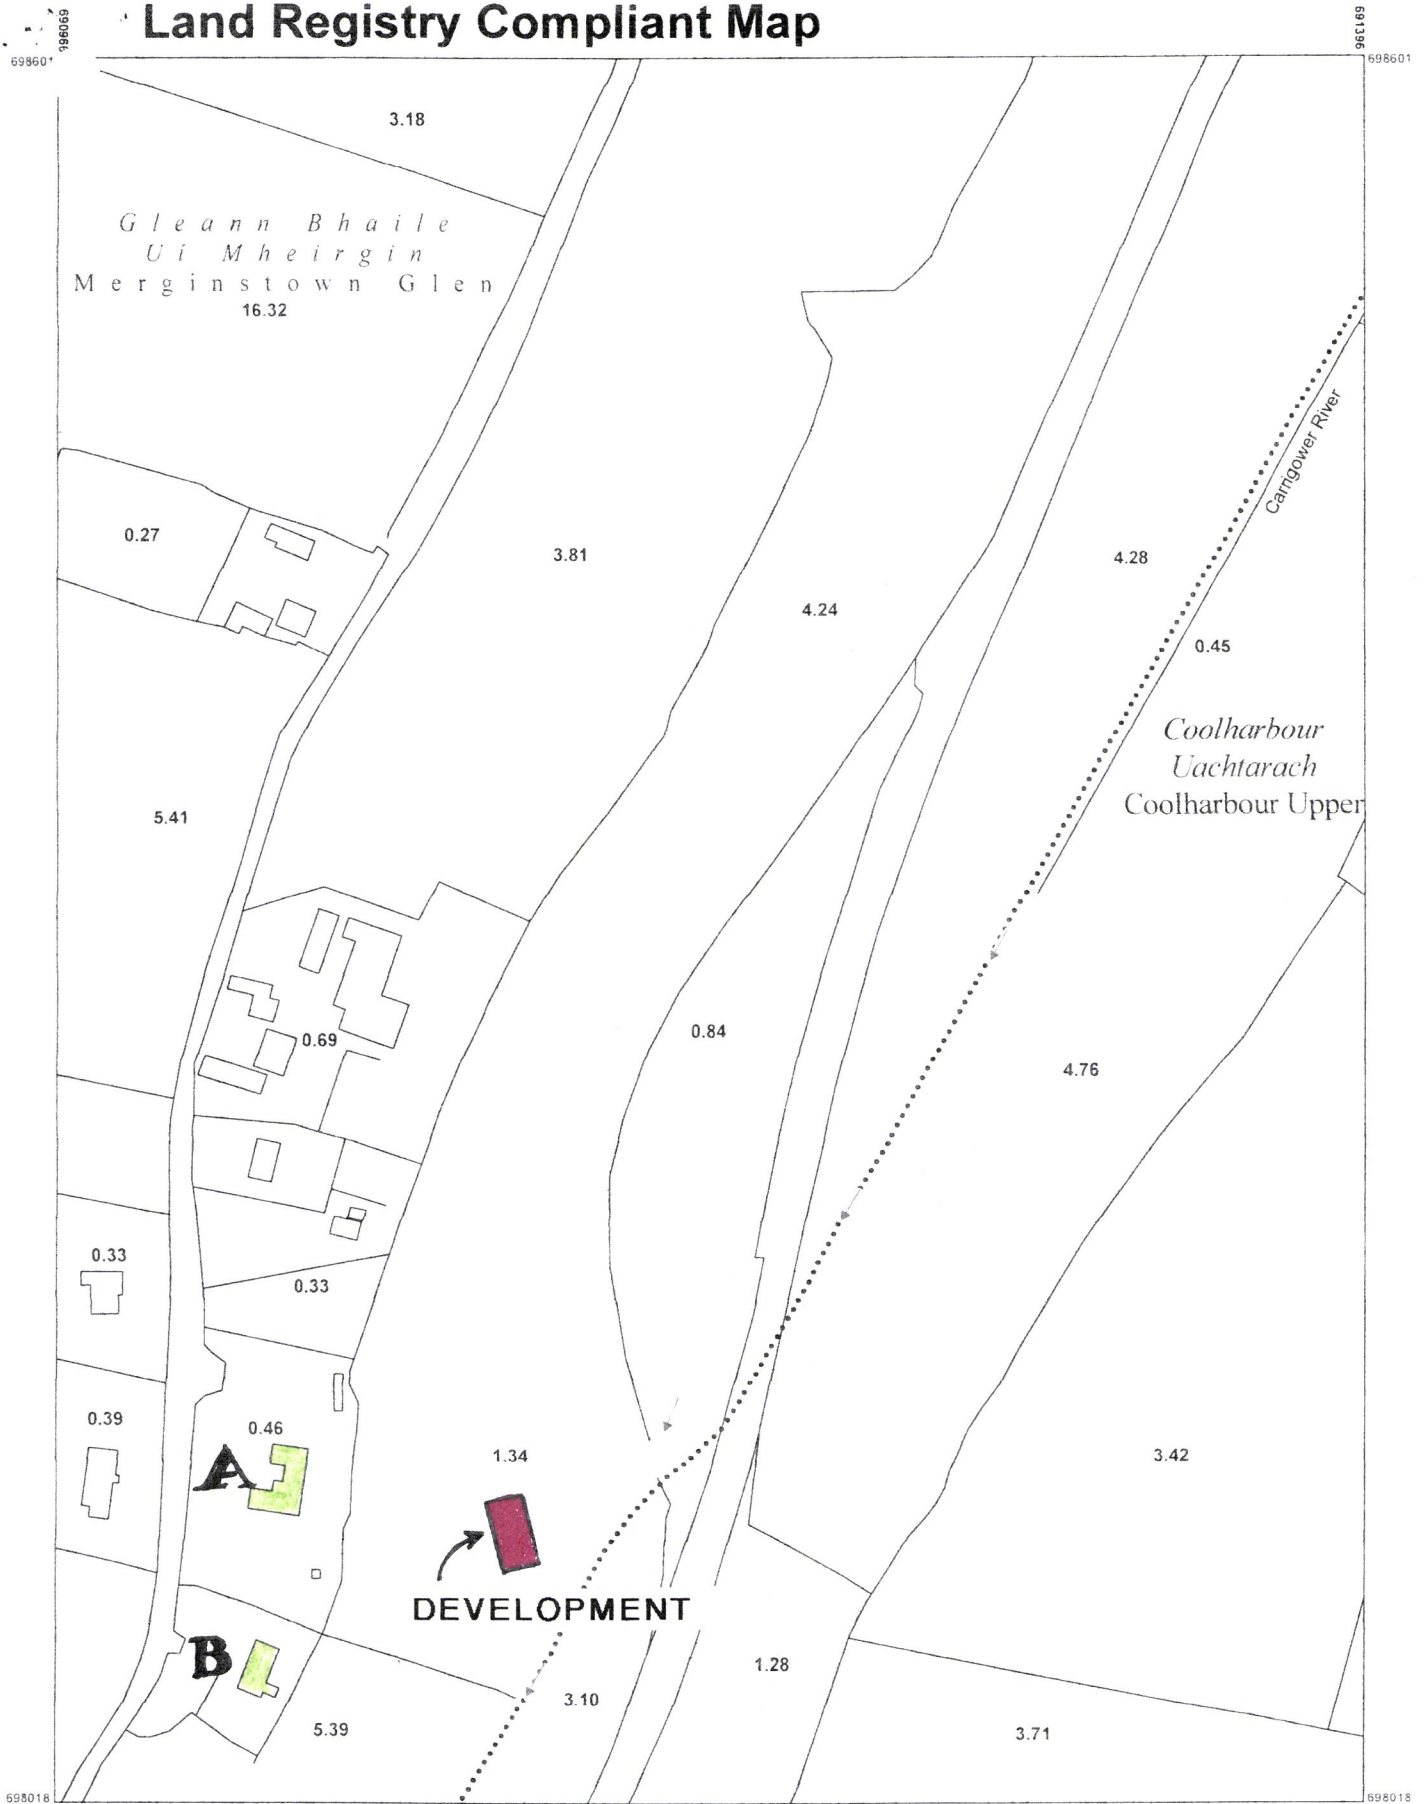 Land Registry Compliant Map
690966
691396
698601
698601
3.18
Gleann Bhaile
Uí Mheirgin
Merginstown Glen
16.32
Carrigower River
0.27
3.81
4.28
4.24
0.45
Coolharbour
Uachtarach
Coolharbour Upper
5.41
0.69
0.84
4.76
0.33
0.33
0.39
0.46
1.34
3.42
A
DEVELOPMENT
B
1.28
3.10
5.39
3.71
698018
698018